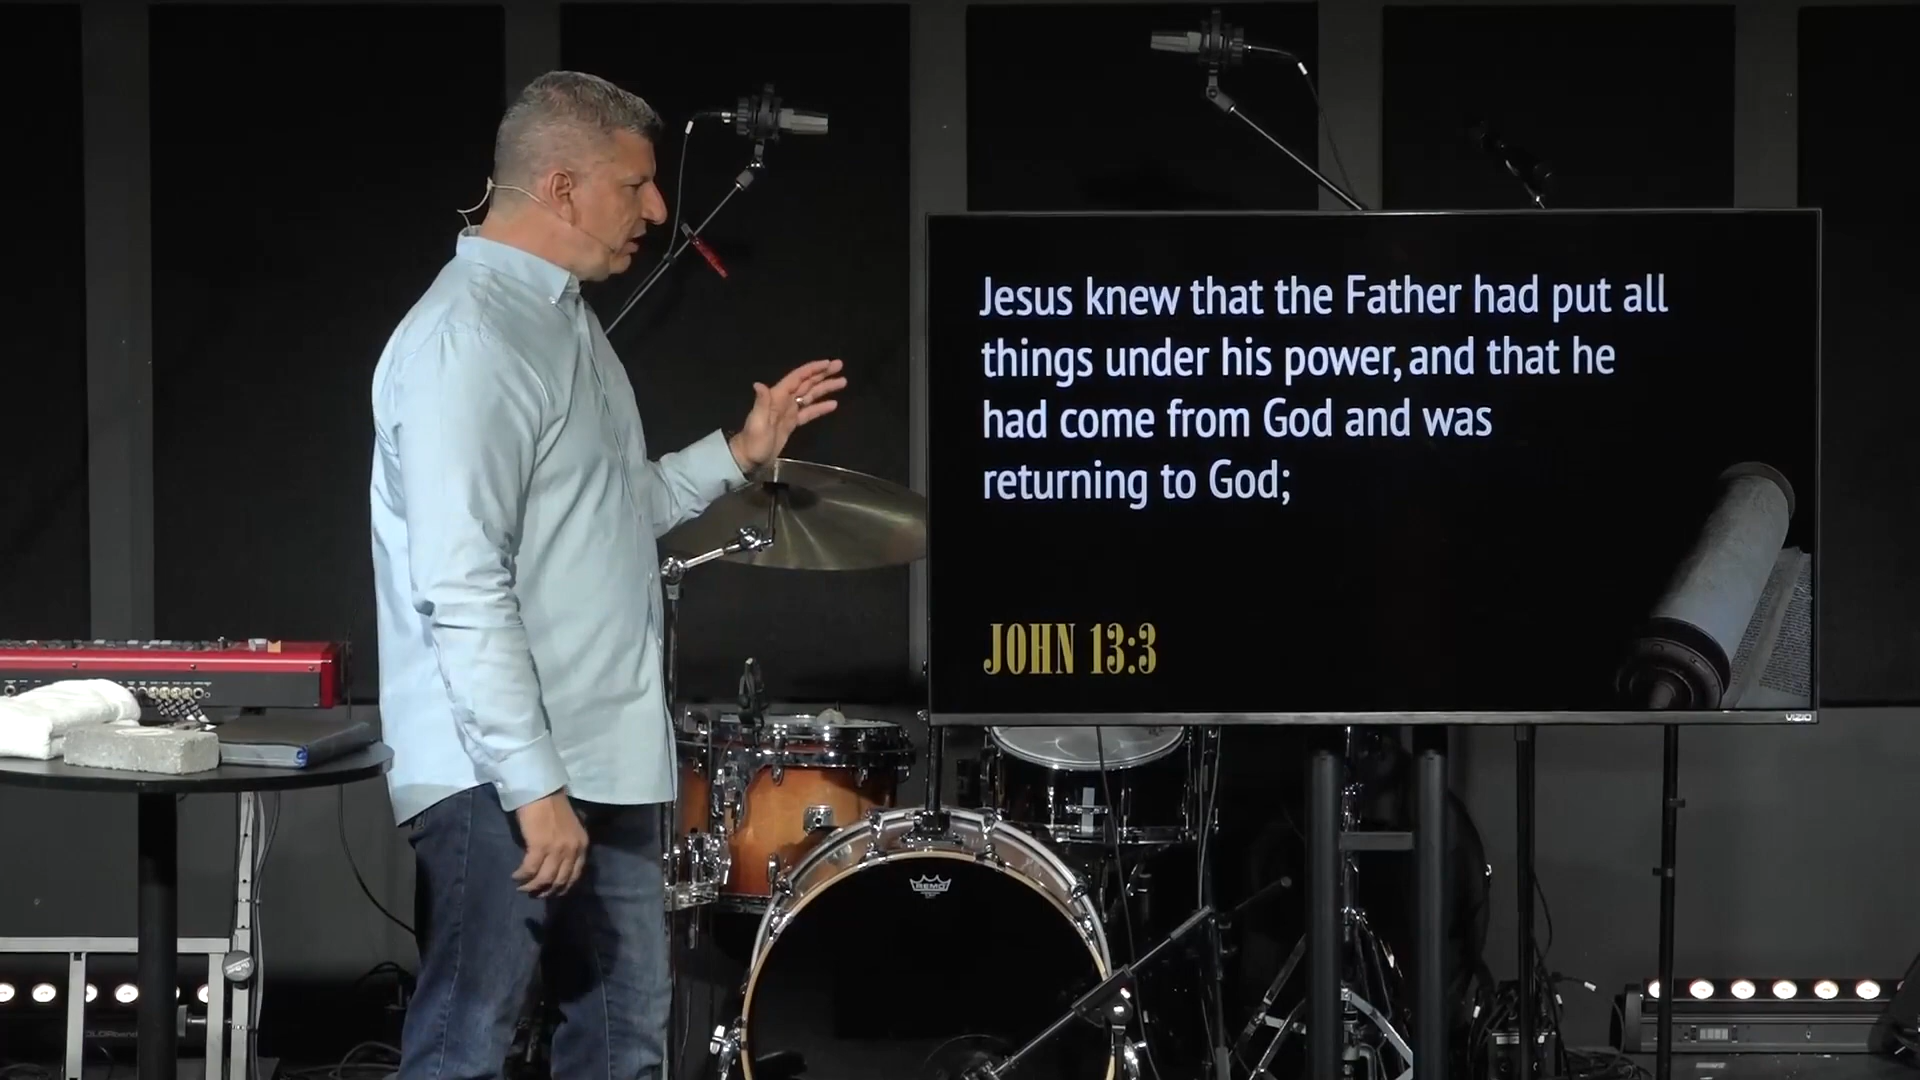 Jesus knew that the Father had put all
things under his power, and that he
had come from God and was
returning to God;
JOHN 13:3
VIZIO
REMO